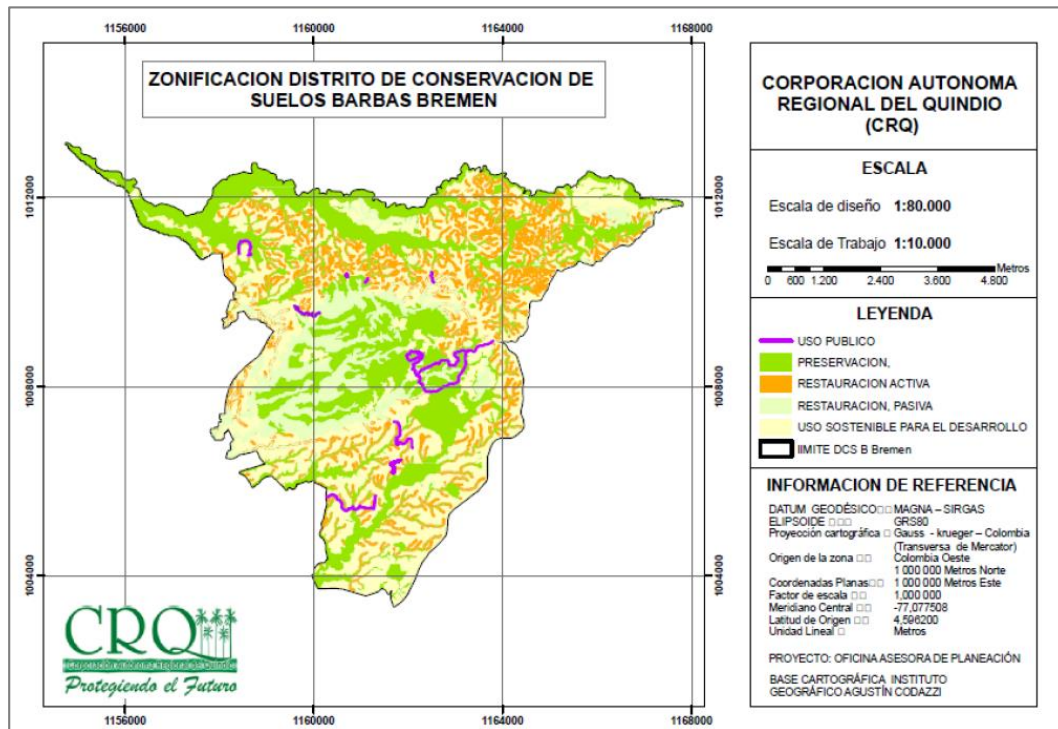 1156000
1160000
1164000
1168000
ZONIFICACION DISTRITO DE CONSERVACION DE
SUELOS BARBAS BREMEN
1012000
1012000
1008000
1008000
1004000
1004000
CRQ
Protegiendo el Futuro
1156000
1160000
1164000
1168000
CORPORACION AUTONOMA
REGIONAL DEL QUINDIO
(CRQ)
ESCALA
Escala de diseño 1:80.000
Escala de Trabajo 1:10.000
Metros
0 600 1.200 2.400 3.600 4.800
LEYENDA
USO PUBLICO
PRESERVACION,
RESTAURACION ACTIVA
RESTAURACION, PASIVA
USO SOSTENIBLE PARA EL DESARROLLO
lIMITE DCS B Bremen
INFORMACION DE REFERENCIA
DATUM GEODÉSICO□□ MAGNA – SIRGAS
ELIPSOIDE □□□ GRS80
Proyección cartográfica □ Gauss - krueger – Colombia
(Transversa de Mercator)
Origen de la zona □□ Colombia Oeste
1 000 000 Metros Norte
Coordenadas Planas□□ 1 000 000 Metros Este
Factor de escala □□ 1,000 000
Meridiano Central □□ -77,077508
Latitud de Origen □□ 4,596200
Unidad Lineal □ Metros
PROYECTO: OFICINA ASESORA DE PLANEACIÓN
BASE CARTOGRÁFICA INSTITUTO
GEOGRÁFICO AGUSTÍN CODAZZI